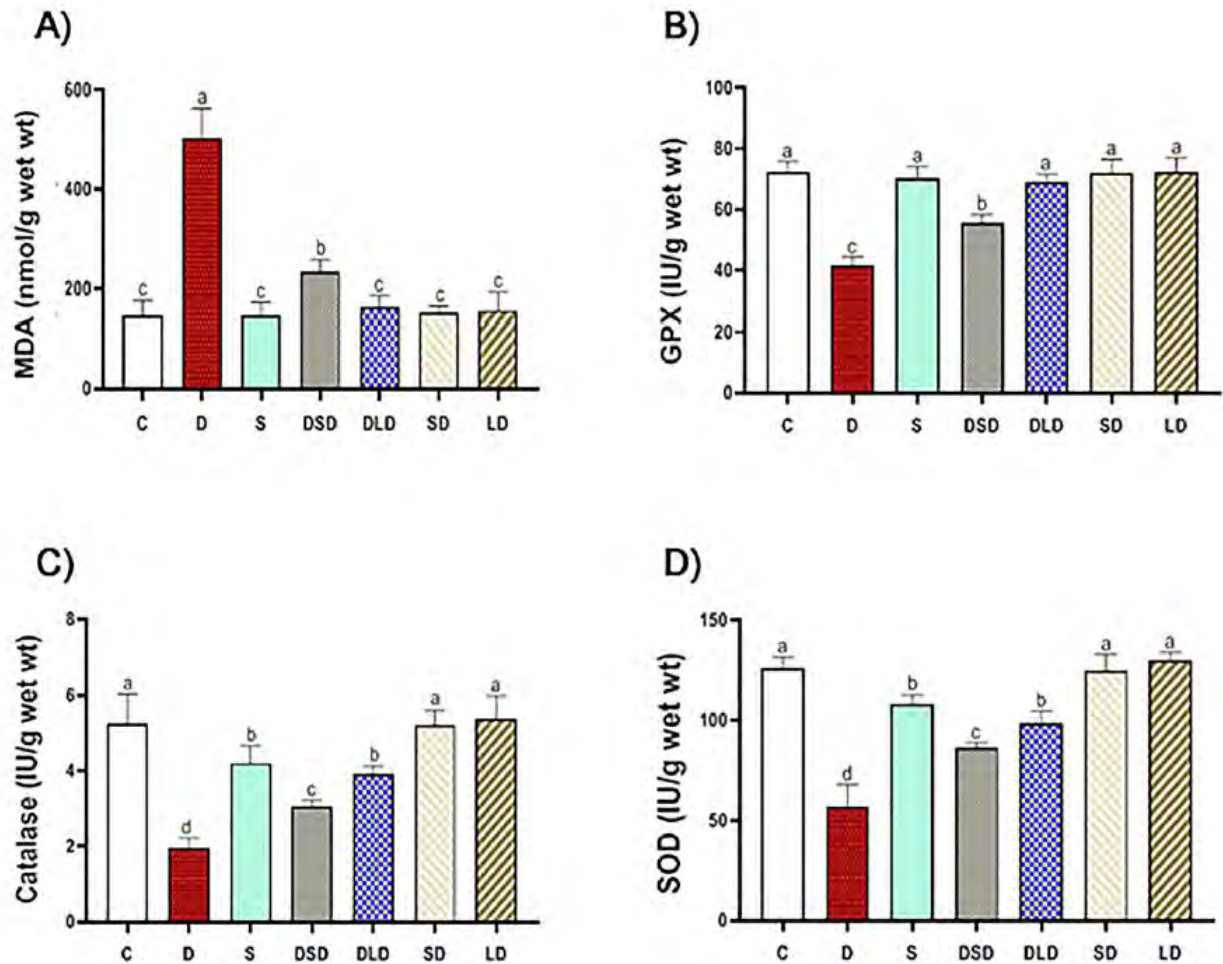 A)
MDA (nmol/g wet wt)
600
400
200
0
a
b
c c c c c
C D S DSD DLD SD LD
B)
GPX (IU/g wet wt)
100
80
60
40
20
0
a c a b a a a
C D S DSD DLD SD LD
C)
Catalase (IU/g wet wt)
8
6
4
2
0
a d b c b a a
C D S DSD DLD SD LD
D)
SOD (IU/g wet wt)
150
100
50
0
a d b c b a a
C D S DSD DLD SD LD